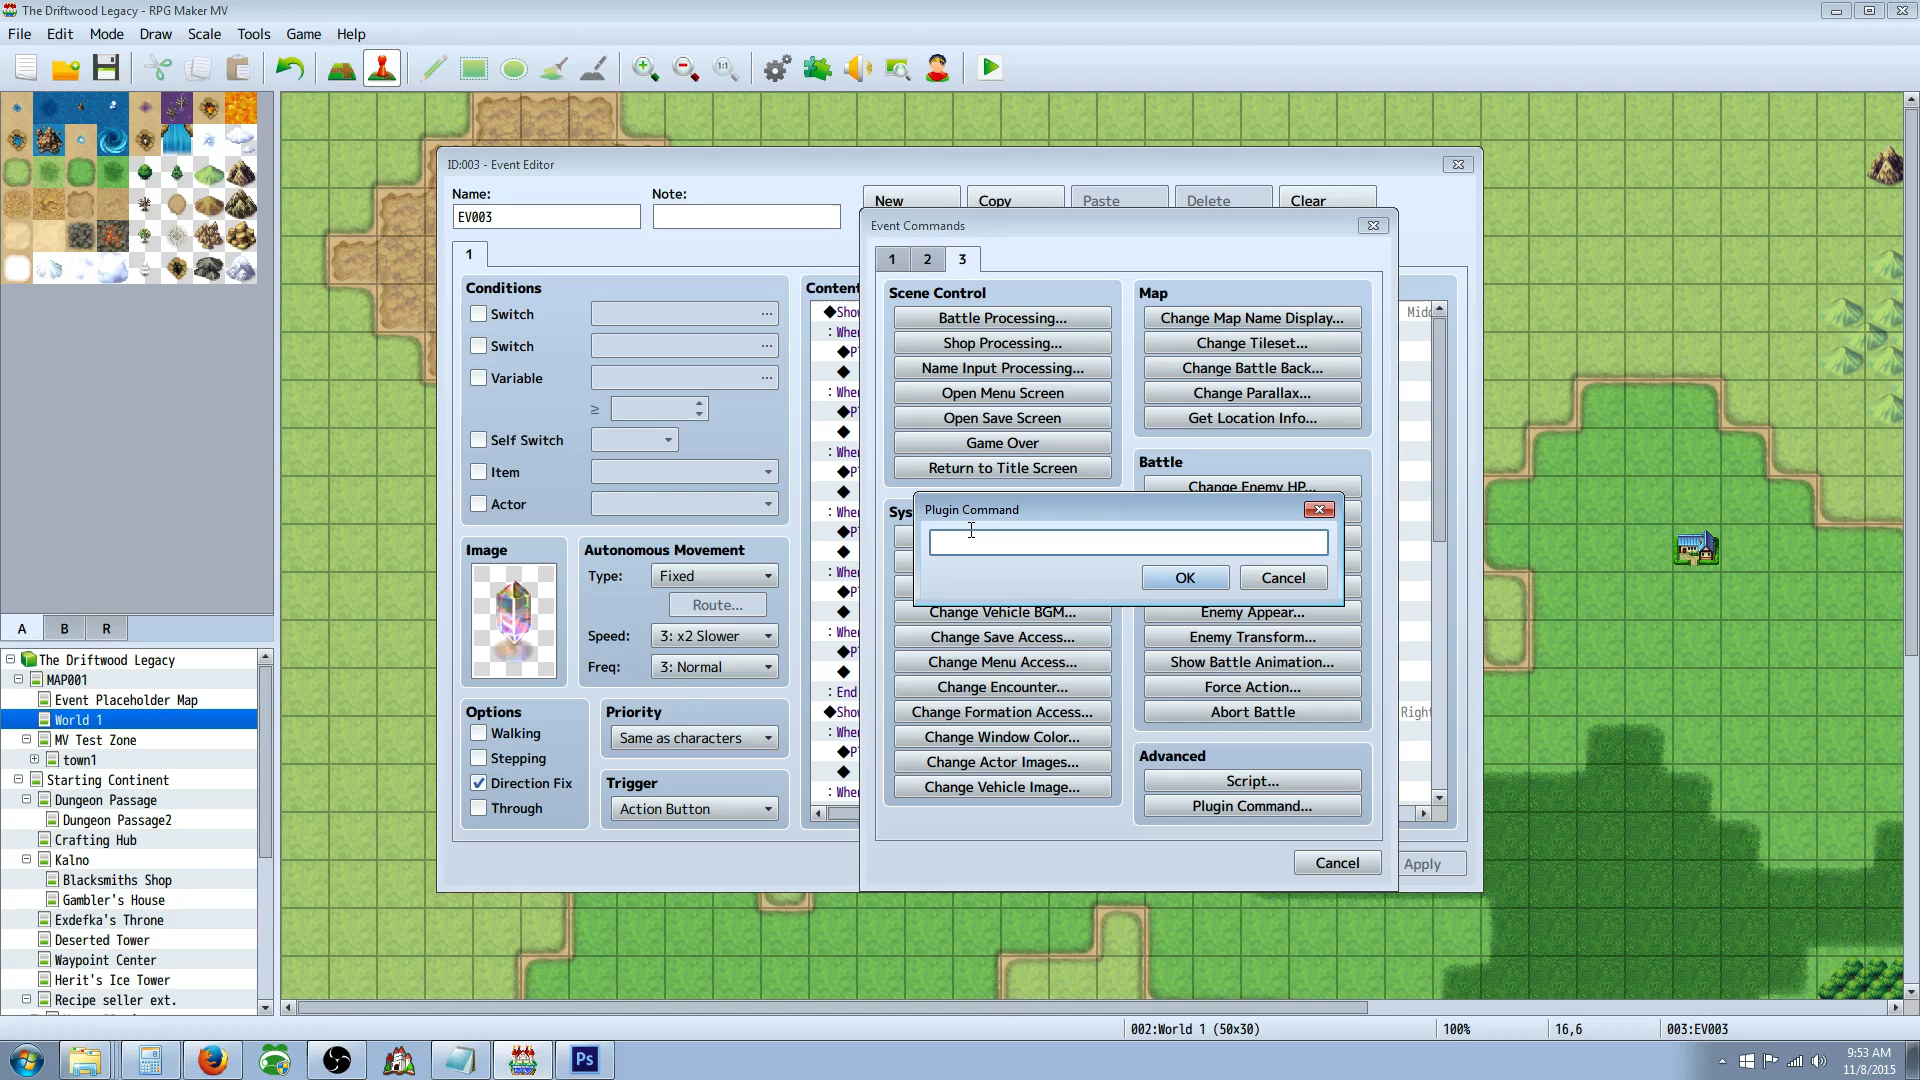 The Driftwood Legacy - RPG Maker MV
File Edit Mode Draw Scale Tools Game Help
1:1
ID:003 - Event Editor
Name:
Note:
EV003
New Copy Paste Delete Clear
1
Conditions
Switch ...
Switch ...
Variable ...
≥
Self Switch
Item
Actor
Image
Autonomous Movement
Type: Fixed
Route...
Speed: 3: x2 Slower
Freq: 3: Normal
Options
Walking
Stepping
Direction Fix
Through
Priority
Same as characters
Trigger
Action Button
Apply
Event Commands
1 2 3
Scene Control
Battle Processing...
Shop Processing...
Name Input Processing...
Open Menu Screen
Open Save Screen
Game Over
Return to Title Screen
Change Vehicle BGM...
Change Save Access...
Change Menu Access...
Change Encounter...
Change Formation Access...
Change Window Color...
Change Actor Images...
Change Vehicle Image...
Map
Change Map Name Display...
Change Tileset...
Change Battle Back...
Change Parallax...
Get Location Info...
Battle
Change Enemy HP...
Enemy Appear...
Enemy Transform...
Show Battle Animation...
Force Action...
Abort Battle
Advanced
Script...
Plugin Command...
Cancel
Plugin Command
OK Cancel
A B R
The Driftwood Legacy
MAP001
Event Placeholder Map
World 1
MV Test Zone
town1
Starting Continent
Dungeon Passage
Dungeon Passage2
Crafting Hub
Kalno
Blacksmiths Shop
Gambler's House
Exdefka's Throne
Deserted Tower
Waypoint Center
Herit's Ice Tower
Recipe seller ext.
002:World 1 (50x30) 100% 16,6 003:EV003
Ps
9:53 AM
11/8/2015